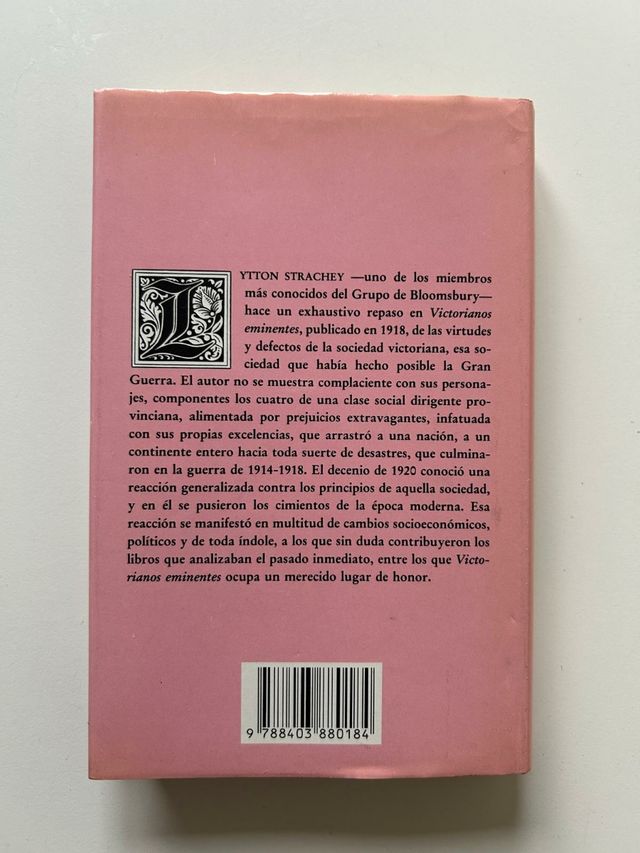 LYTTON STRACHEY —uno de los miembros
más conocidos del Grupo de Bloomsbury—
hace un exhaustivo repaso en Victorianos
eminentes, publicado en 1918, de las virtudes
y defectos de la sociedad victoriana, esa so-
ciedad que había hecho posible la Gran
Guerra. El autor no se muestra complaciente con sus persona-
jes, componentes los cuatro de una clase social dirigente pro-
vinciana, alimentada por prejuicios extravagantes, infatuada
con sus propias excelencias, que arrastró a una nación, a un
continente entero hacia toda suerte de desastres, que culmina-
ron en la guerra de 1914-1918. El decenio de 1920 conoció una
reacción generalizada contra los principios de aquella sociedad,
y en él se pusieron los cimientos de la época moderna. Esa
reacción se manifestó en multitud de cambios socioeconómicos,
políticos y de toda índole, a los que sin duda contribuyeron los
libros que analizaban el pasado inmediato, entre los que Victo-
rianos eminentes ocupa un merecido lugar de honor.
9 788403 880184